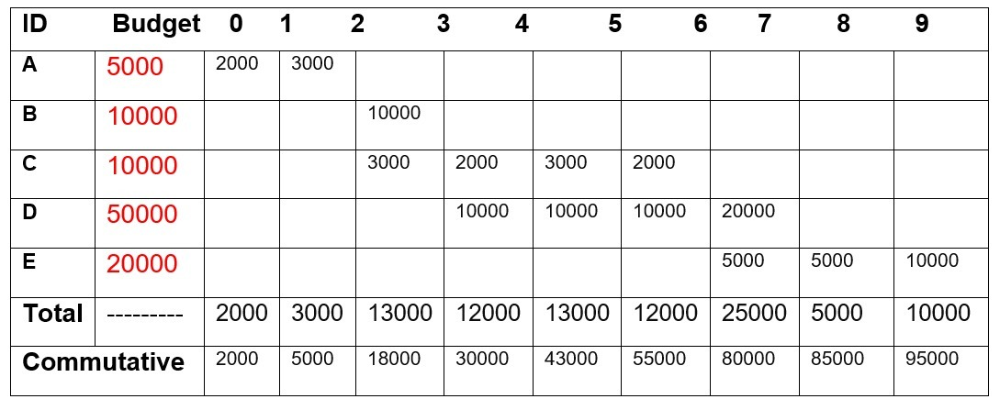 ID Budget 0 1 2 3 4 5 6 7 8 9
A 5000 2000 3000
B 10000 10000
C 10000 3000 2000 3000 2000
D 50000 10000 10000 10000 20000
E 20000 5000 5000 10000
Total --------- 2000 3000 13000 12000 13000 12000 25000 5000 10000
Commutative 2000 5000 18000 30000 43000 55000 80000 85000 95000